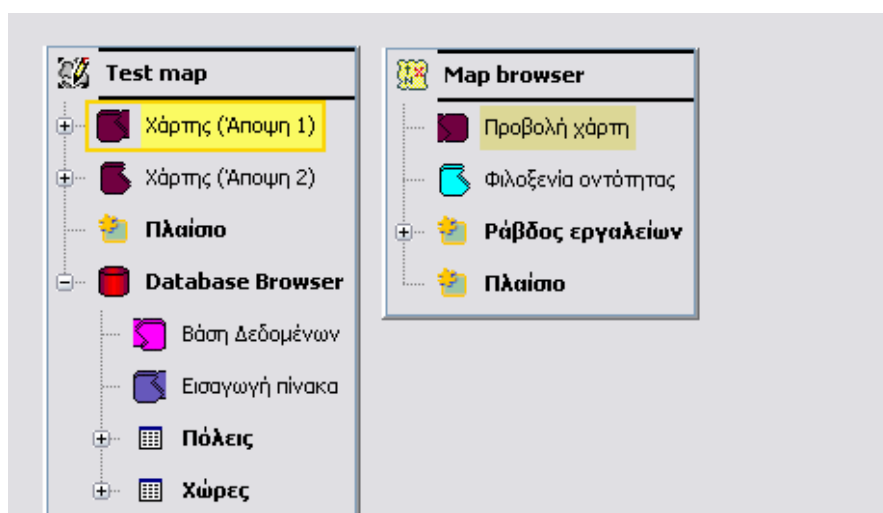 Test map
Χάρτης (Άποψη 1)
Χάρτης (Άποψη 2)
Πλαίσιο
Database Browser
Βάση Δεδομένων
Εισαγωγή πίνακα
Πόλεις
Χώρες
Map browser
Προβολή χάρτη
Φιλοξενία οντότητας
Ράβδος εργαλείων
Πλαίσιο